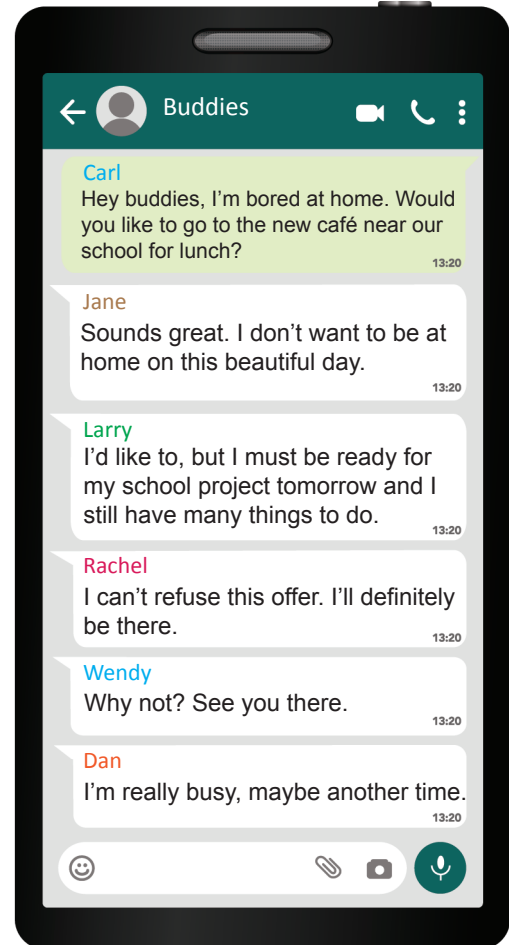 Buddies
Carl
Hey buddies, I'm bored at home. Would
you like to go to the new café near our
school for lunch?
13:20
Jane
Sounds great. I don't want to be at
home on this beautiful day.
13:20
Larry
I'd like to, but I must be ready for
my school project tomorrow and I
still have many things to do.
13:20
Rachel
I can't refuse this offer. I'll definitely
be there.
13:20
Wendy
Why not? See you there.
13:20
Dan
I'm really busy, maybe another time.
13:20